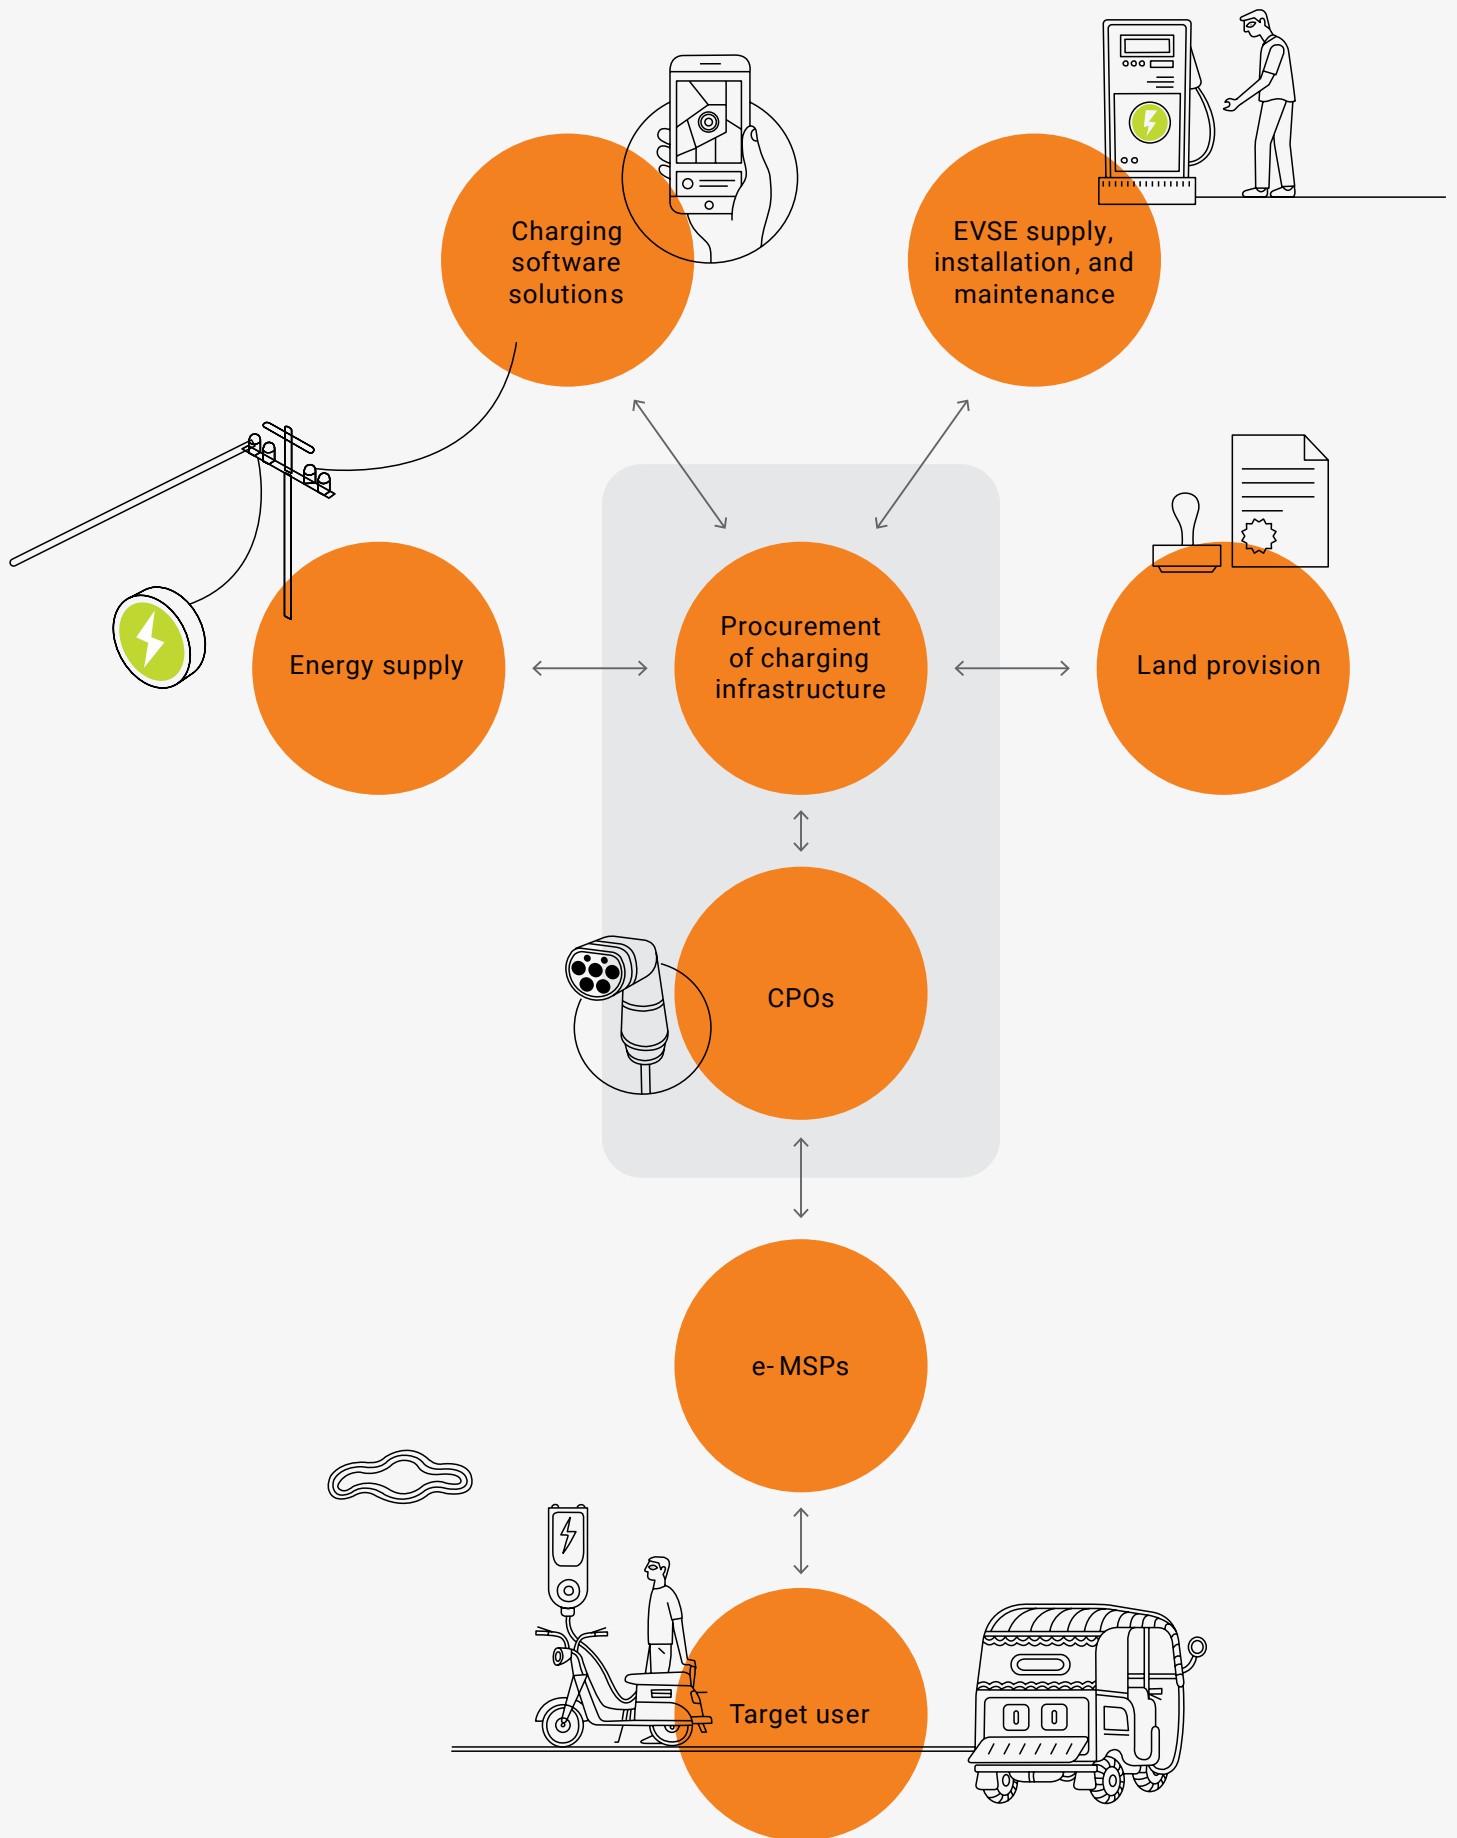 Charging
software
solutions
EVSE supply,
installation, and
maintenance
Energy supply
Procurement
of charging
infrastructure
Land provision
CPOs
e- MSPs
Target user